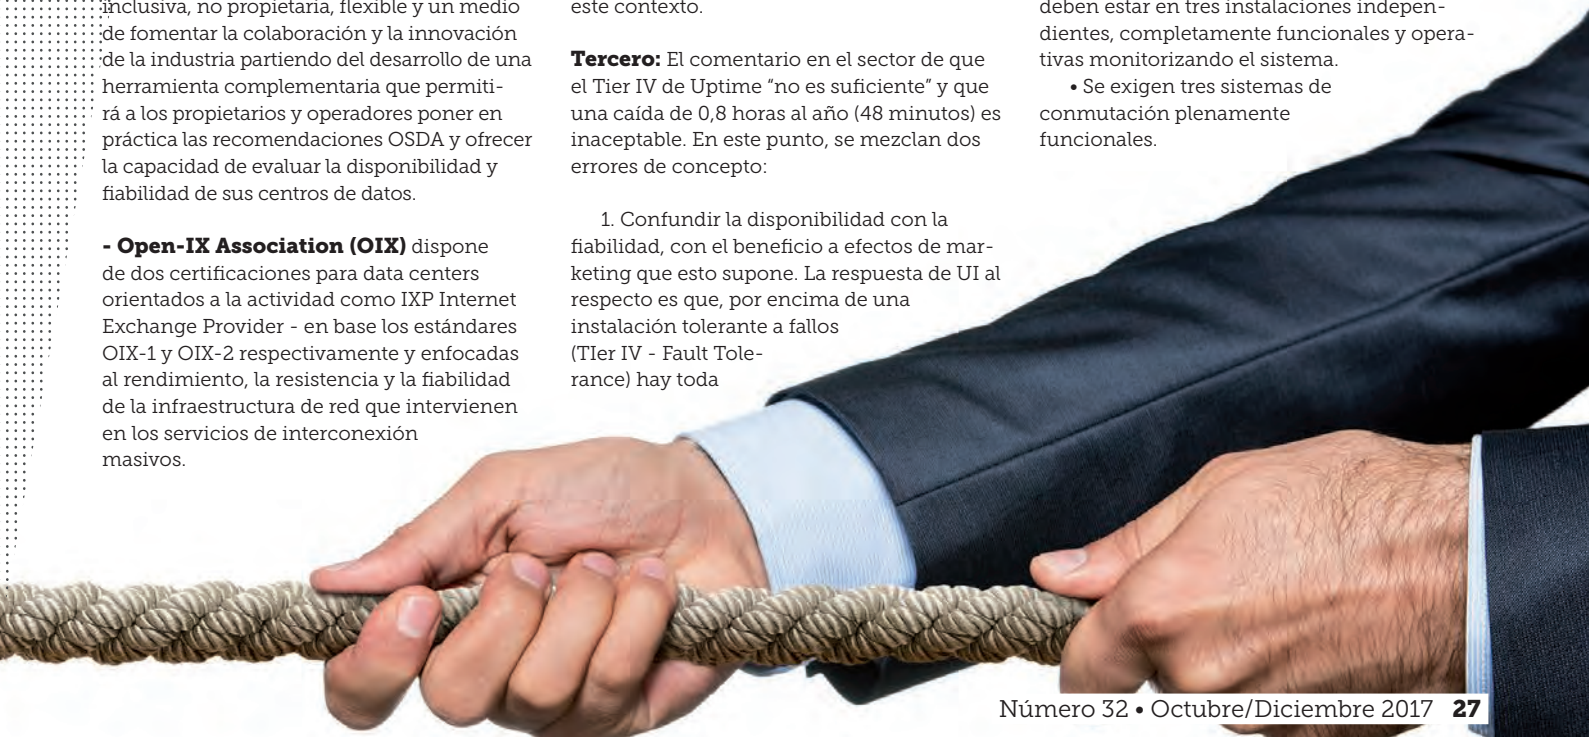 inclusiva, no propietaria, flexible y un medio
de fomentar la colaboración y la innovación
de la industria partiendo del desarrollo de una
herramienta complementaria que permiti-
rá a los propietarios y operadores poner en
práctica las recomendaciones OSDA y ofrecer
la capacidad de evaluar la disponibilidad y
fiabilidad de sus centros de datos.
- Open-IX Association (OIX) dispone
de dos certificaciones para data centers
orientados a la actividad como IXP Internet
Exchange Provider - en base los estándares
OIX-1 y OIX-2 respectivamente y enfocadas
al rendimiento, la resistencia y la fiabilidad
de la infraestructura de red que intervienen
en los servicios de interconexión
masivos.
este contexto.
Tercero: El comentario en el sector de que
el Tier IV de Uptime “no es suficiente” y que
una caída de 0,8 horas al año (48 minutos) es
inaceptable. En este punto, se mezclan dos
errores de concepto:
1. Confundir la disponibilidad con la
fiabilidad, con el beneficio a efectos de mar-
keting que esto supone. La respuesta de UI al
respecto es que, por encima de una
instalación tolerante a fallos
(TIer IV - Fault Tole-
rance) hay toda
deben estar en tres instalaciones indepen-
dientes, completamente funcionales y opera-
tivas monitorizando el sistema.
• Se exigen tres sistemas de
conmutación plenamente
funcionales.
Número 32 • Octubre/Diciembre 2017 27